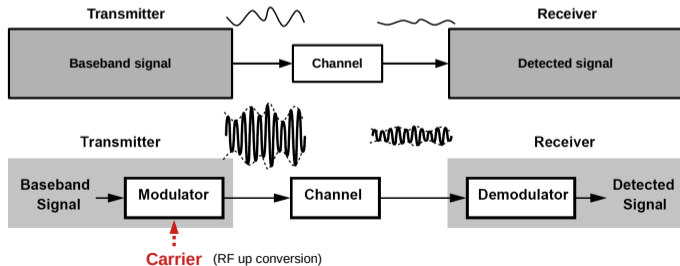 Transmitter
Receiver
Baseband signal
Channel
Detected signal
Transmitter
Receiver
Baseband
Signal
Modulator
Channel
Demodulator
Detected
Signal
Carrier (RF up conversion)